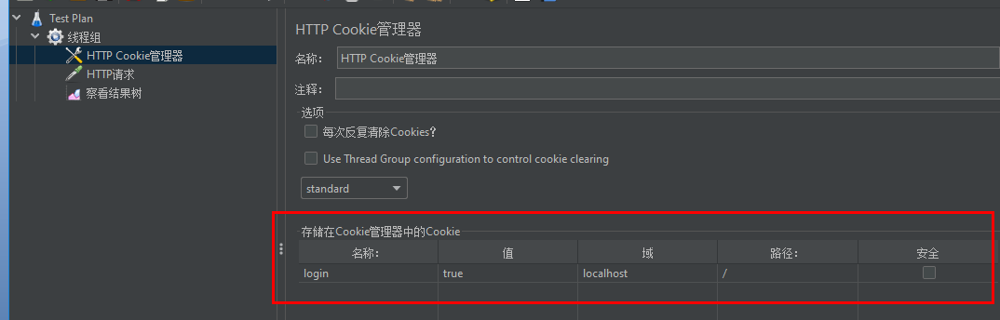 Test Plan
线程组
HTTP Cookie管理器
HTTP请求
察看结果树
HTTP Cookie管理器
名称： HTTP Cookie管理器
注释：
选项
每次反复清除Cookies?
Use Thread Group configuration to control cookie clearing
standard
存储在Cookie管理器中的Cookie
名称： 值 域 路径： 安全
login true localhost /